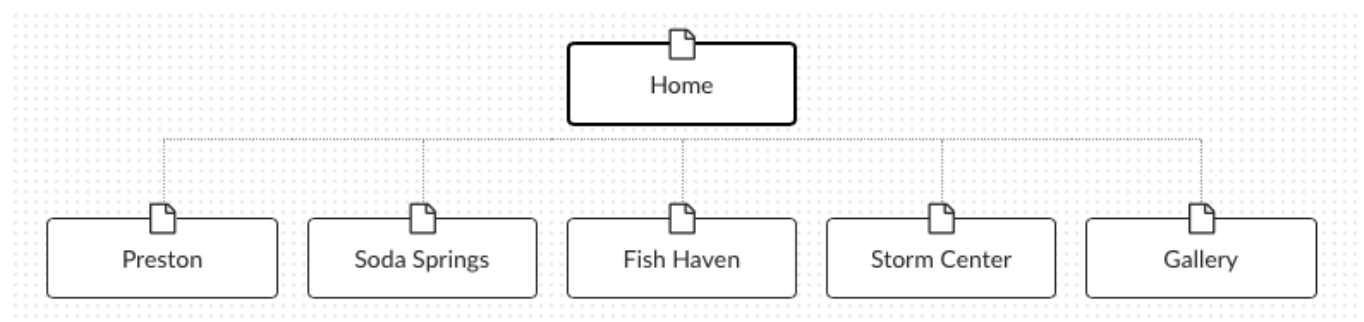 Home
Preston
Soda Springs
Fish Haven
Storm Center
Gallery